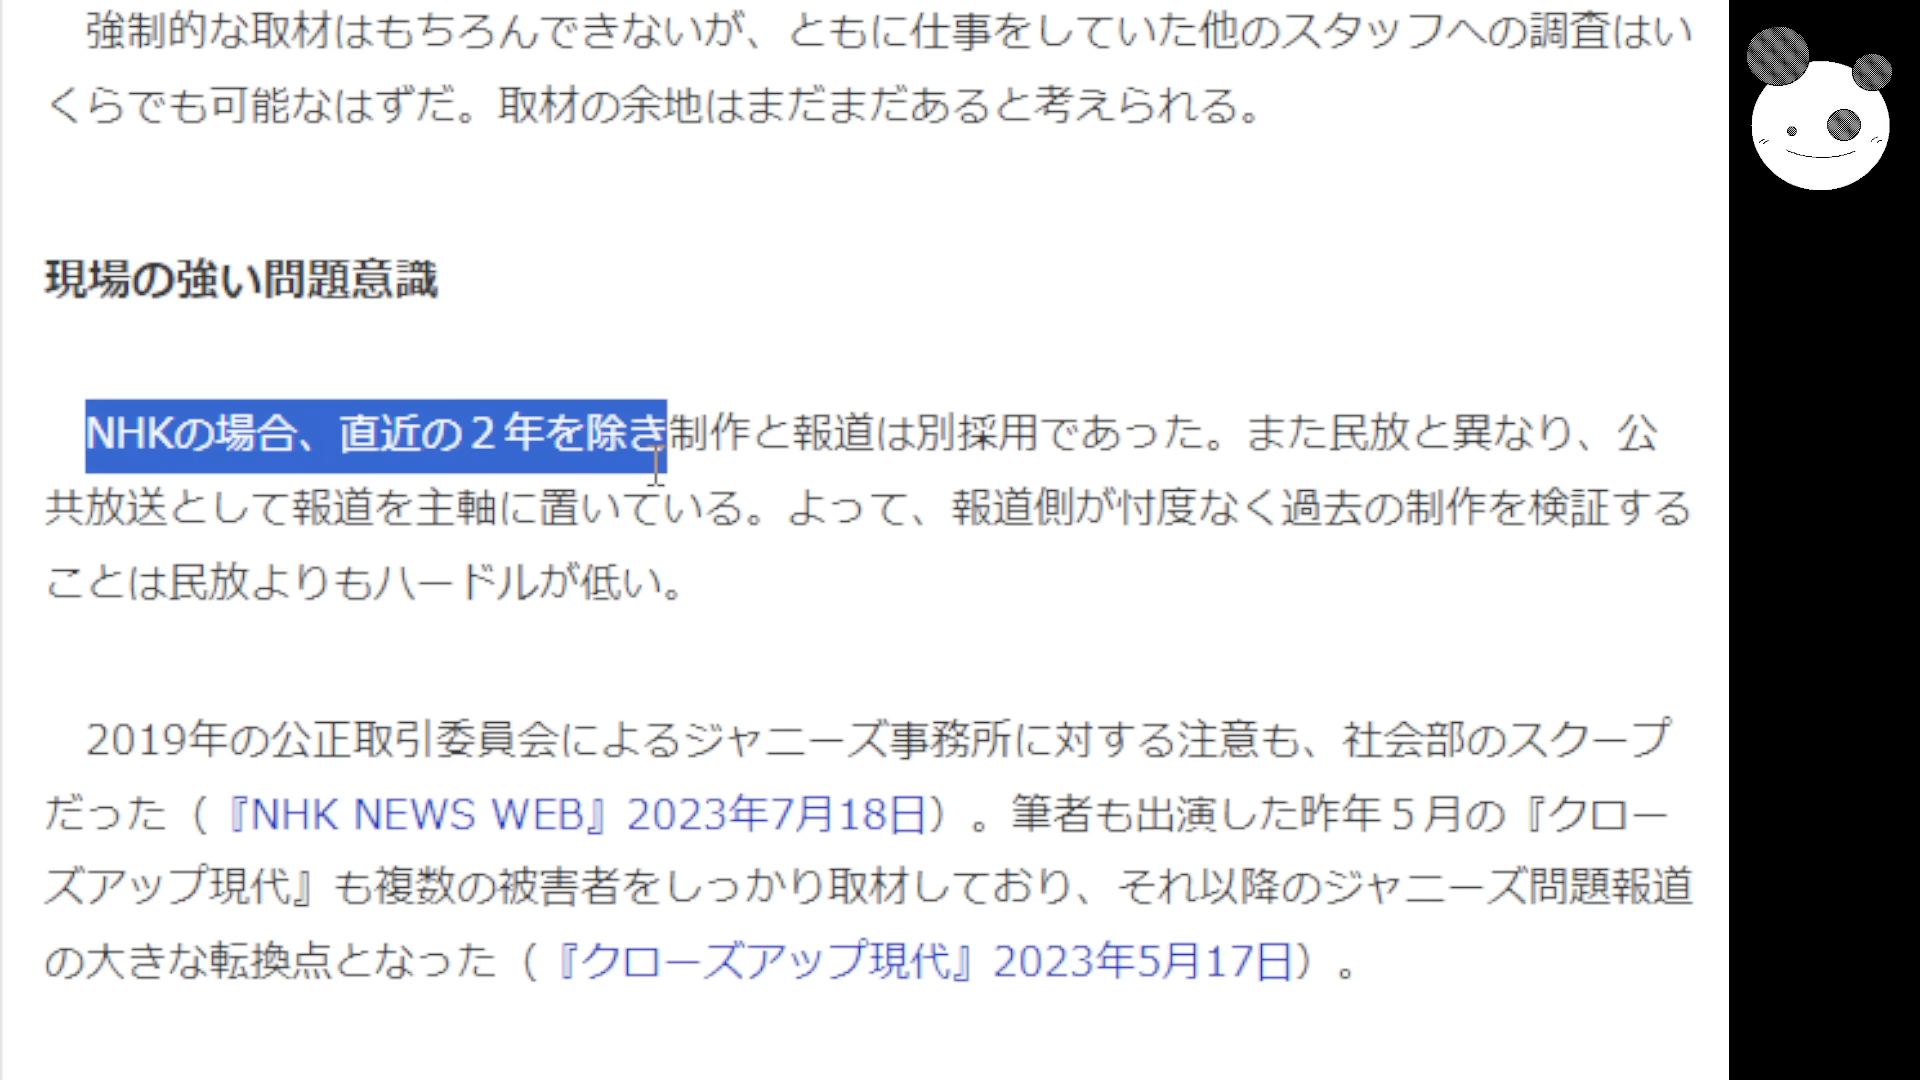 強制的な取材はもちろんできないが、ともに仕事をしていた他のスタッフへの調査はい
くらでも可能なはずだ。取材の余地はまだまだあると考えられる。
現場の強い問題意識
NHKの場合、直近の２年を除き制作と報道は別採用であった。また民放と異なり、公
共放送として報道を主軸に置いている。よって、報道側が忖度なく過去の制作を検証する
ことは民放よりもハードルが低い。
2019年の公正取引委員会によるジャニーズ事務所に対する注意も、社会部のスクープ
だった（『NHK NEWS WEB』2023年7月18日）。筆者も出演した昨年５月の『クロー
ズアップ現代』も複数の被害者をしっかり取材しており、それ以降のジャニーズ問題報道
の大きな転換点となった（『クローズアップ現代』2023年5月17日）。